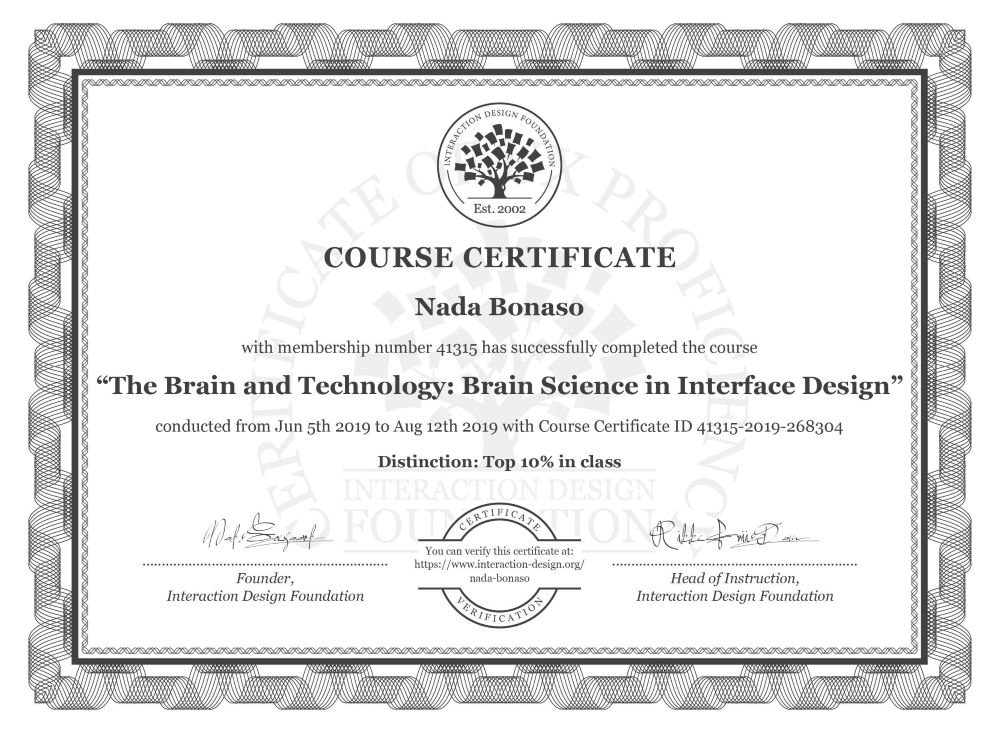 INTERACTION DESIGN FOUNDATION
Est. 2002
CERTIFICATE OF UX PROFICIENCY
COURSE CERTIFICATE
Nada Bonaso
with membership number 41315 has successfully completed the course
“The Brain and Technology: Brain Science in Interface Design”
conducted from Jun 5th 2019 to Aug 12th 2019 with Course Certificate ID 41315-2019-268304
Distinction: Top 10% in class
INTERACTION DESIGN
FOUNDATION
CERTIFICATE
You can verify this certificate at:
https://www.interaction-design.org/
nada-bonaso
VERIFICATION
Founder,
Interaction Design Foundation
Head of Instruction,
Interaction Design Foundation